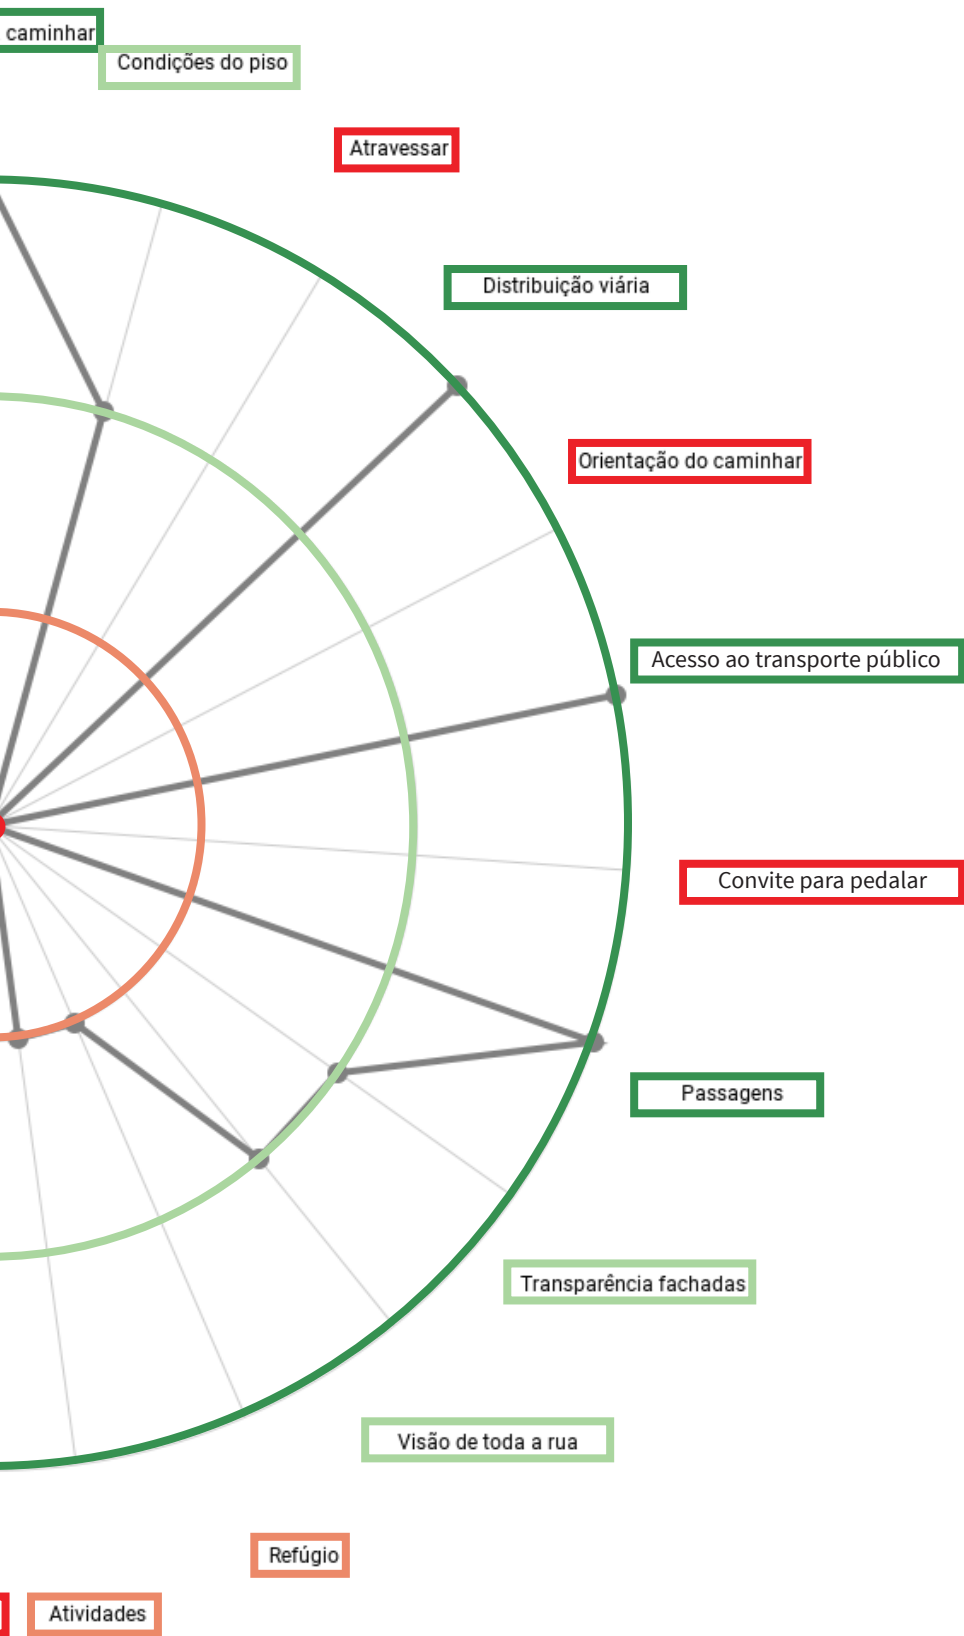 caminhar
Condições do piso
Atravessar
Distribuição viária
Orientação do caminhar
Acesso ao transporte público
Convite para pedalar
Passagens
Transparência fachadas
Visão de toda a rua
Refúgio
Atividades